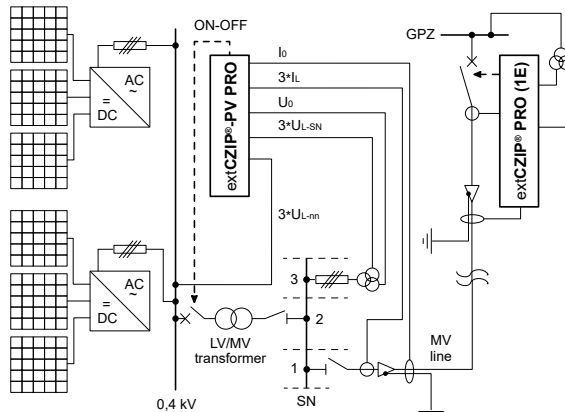 ON-OFF
GPZ
I0
3*IL
U0
3*UL-SN
3*UL-nn
extCZIP®-PV PRO
extCZIP® PRO (1E)
AC
~
=
DC
AC
~
=
DC
3
2
1
LV/MV
transformer
MV
line
0,4 kV
SN